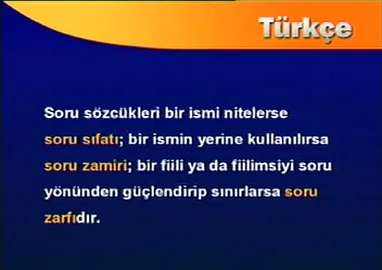 Türkçe
Soru sözcükleri bir ismi nitelerse
soru sıfatı; bir ismin yerine kullanılırsa
soru zamiri; bir fiili ya da fiilimsiyi soru
yönünden güçlendirip sınırlarsa soru
zarfıdır.